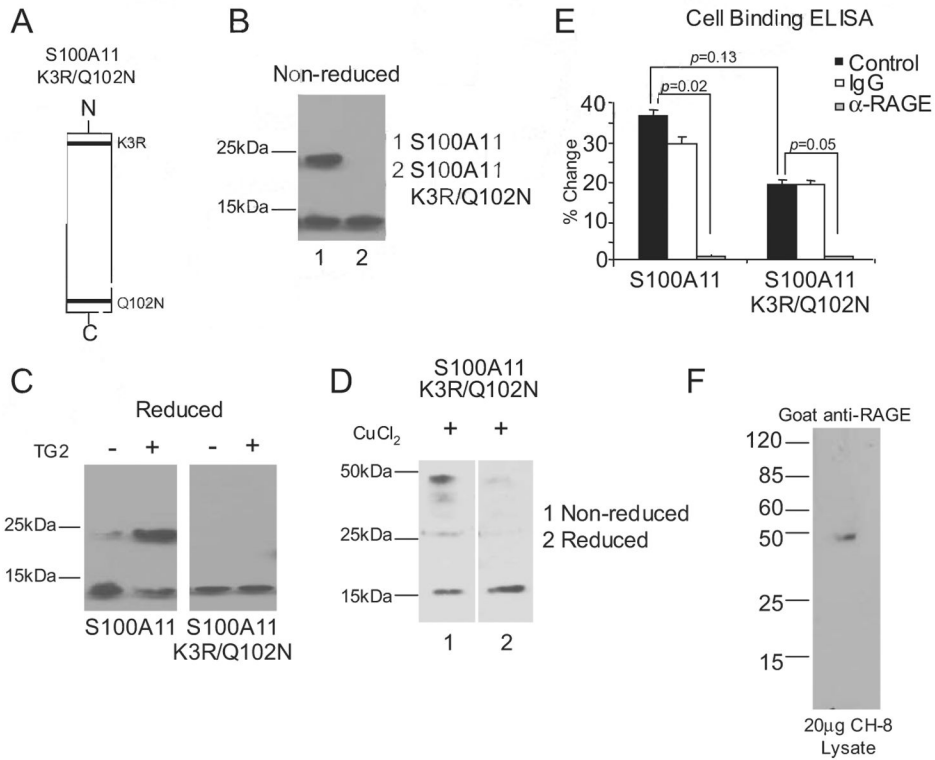 A
S100A11
K3R/Q102N
N
K3R
Q102N
C
B
Non-reduced
25kDa
15kDa
1 S100A11
2 S100A11
K3R/Q102N
1 2
E
Cell Binding ELISA
Control
IgG
α-RAGE
p=0.13
p=0.02
p=0.05
% Change
40
30
20
10
0
S100A11
S100A11
K3R/Q102N
C
Reduced
TG2 - + - +
25kDa
15kDa
S100A11
S100A11
K3R/Q102N
D
S100A11
K3R/Q102N
CuCl2 + +
50kDa
25kDa
15kDa
1 Non-reduced
2 Reduced
1 2
F
Goat anti-RAGE
120
85
60
50
25
15
20µg CH-8
Lysate